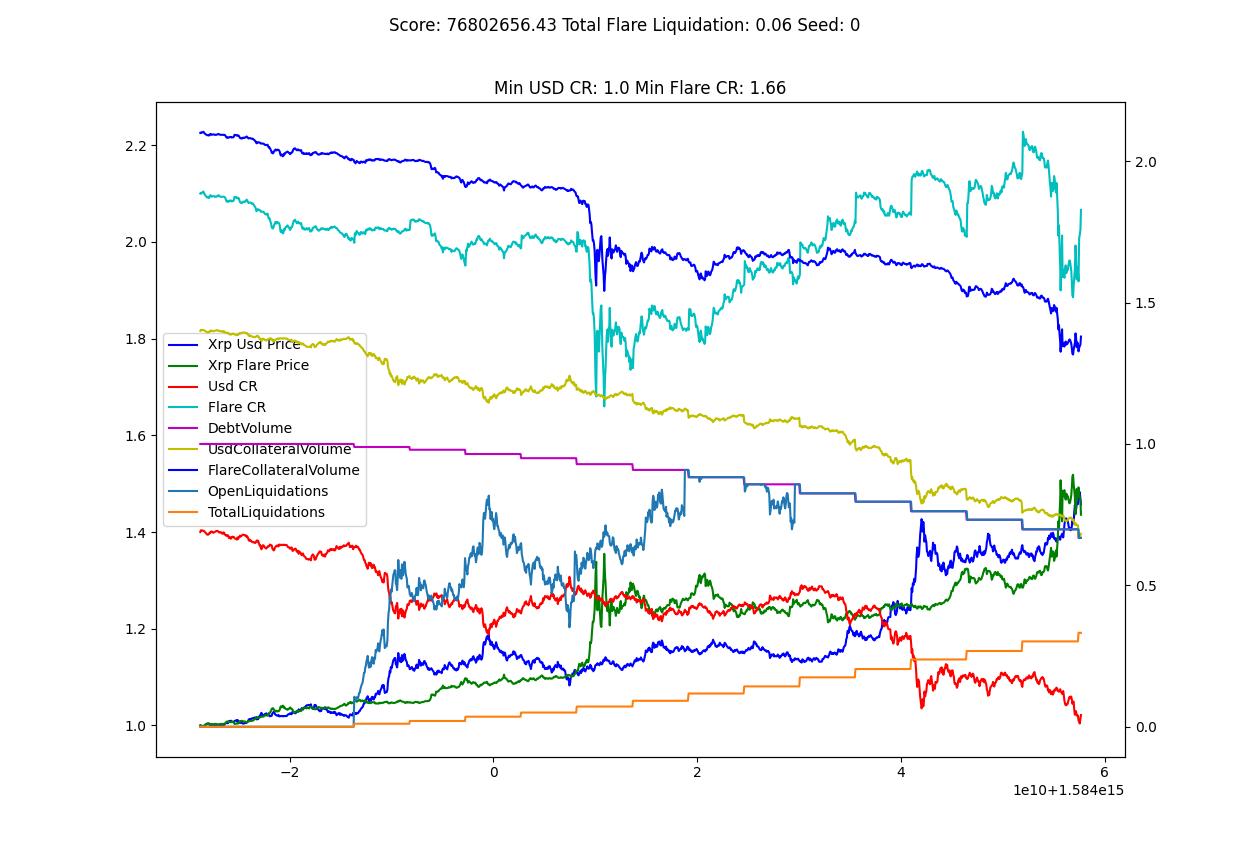 Score: 76802656.43 Total Flare Liquidation: 0.06 Seed: 0
Min USD CR: 1.0 Min Flare CR: 1.66
2.2
2.0
1.8
1.6
1.4
1.2
1.0
Xrp Usd Price
Xrp Flare Price
Usd CR
Flare CR
DebtVolume
UsdCollateralVolume
FlareCollateralVolume
OpenLiquidations
TotalLiquidations
2.0
1.5
1.0
0.5
0.0
−2 0 2 4 6
1e10+1.584e15